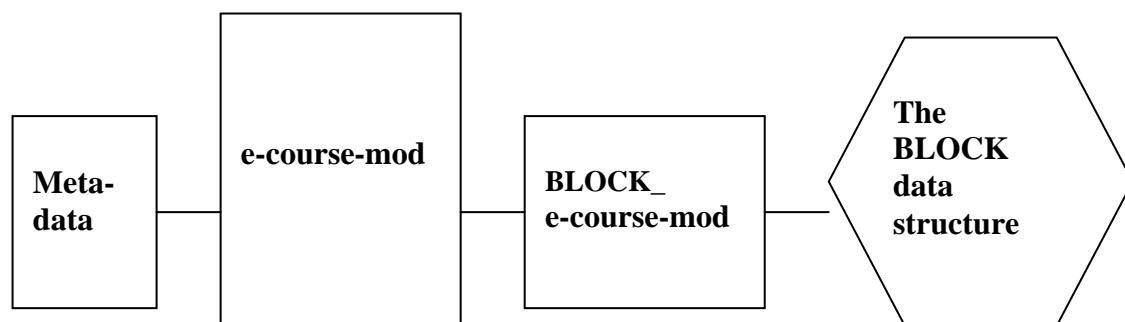 Meta-
data
e-course-mod
BLOCK_
e-course-mod
The
BLOCK
data
structure